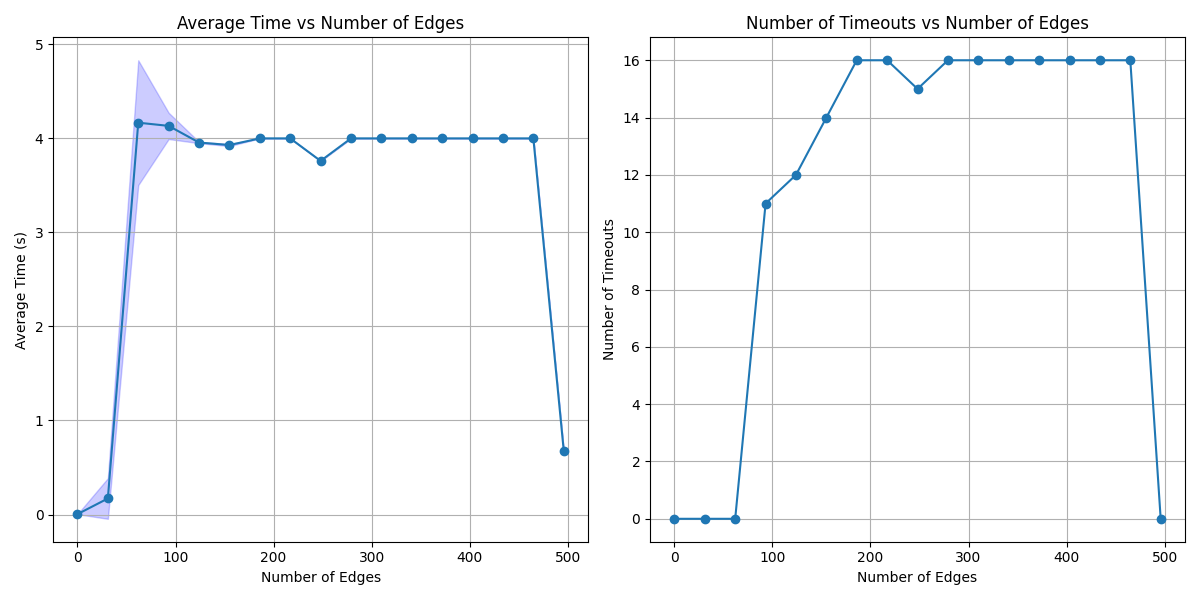 Average Time vs Number of Edges
5
4
3
2
1
0
Average Time (s)
0 100 200 300 400 500
Number of Edges
Number of Timeouts vs Number of Edges
16
14
12
10
8
6
4
2
0
Number of Timeouts
0 100 200 300 400 500
Number of Edges